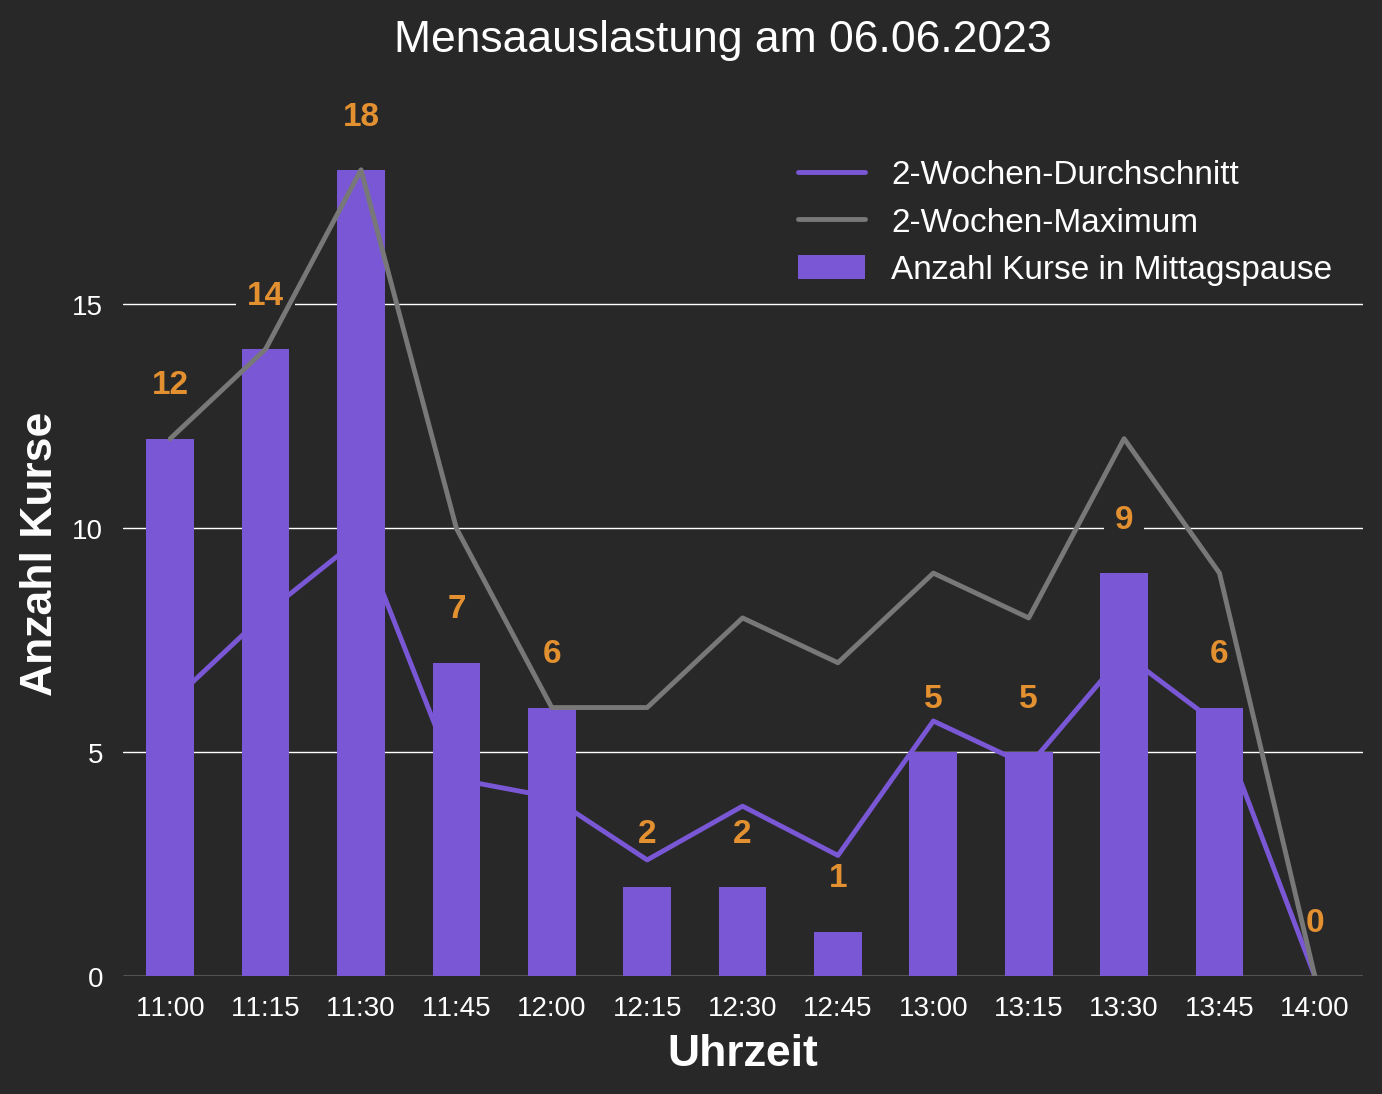 Mensaauslastung am 06.06.2023
18
2-Wochen-Durchschnitt
2-Wochen-Maximum
Anzahl Kurse in Mittagspause
15
14
12
Anzahl Kurse
10
9
7
6
6
5
5
5
2
2
1
0
0
11:00 11:15 11:30 11:45 12:00 12:15 12:30 12:45 13:00 13:15 13:30 13:45 14:00
Uhrzeit